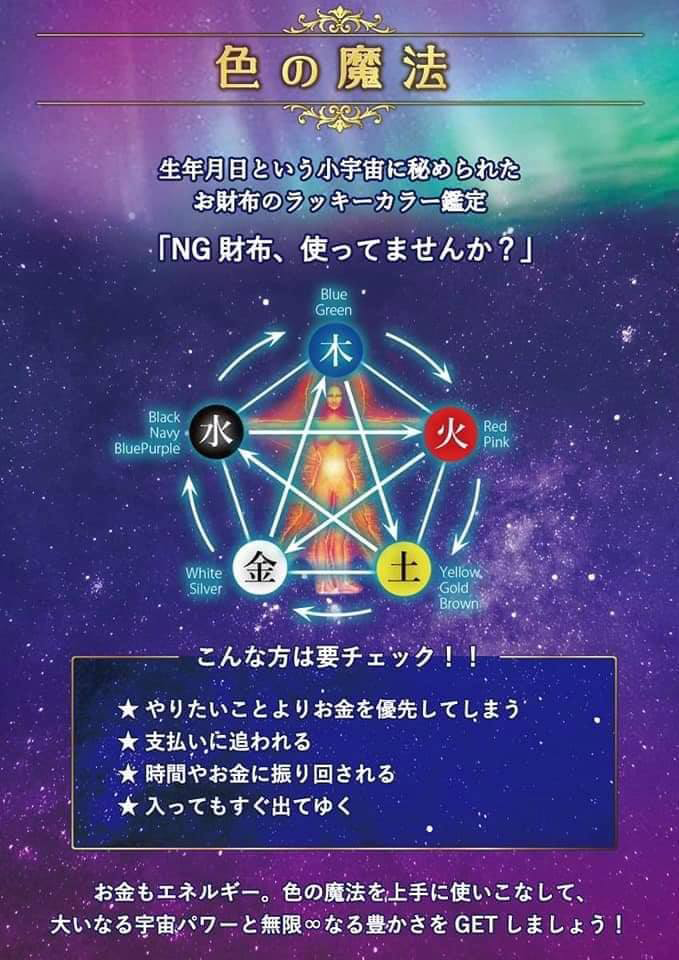 色の魔法
生年月日という小宇宙に秘められた
お財布のラッキーカラー鑑定
「NG財布、使ってませんか？」
Blue
Green
木
Black
Navy
BluePurple
水
火
Red
Pink
White
Silver
金
土
Yellow
Gold
Brown
こんな方は要チェック！！
★やりたいことよりお金を優先してしまう
★支払いに追われる
★時間やお金に振り回される
★入ってもすぐ出てゆく
お金もエネルギー。色の魔法を上手に使いこなして、
大いなる宇宙パワーと無限∞なる豊かさをGETしましょう！